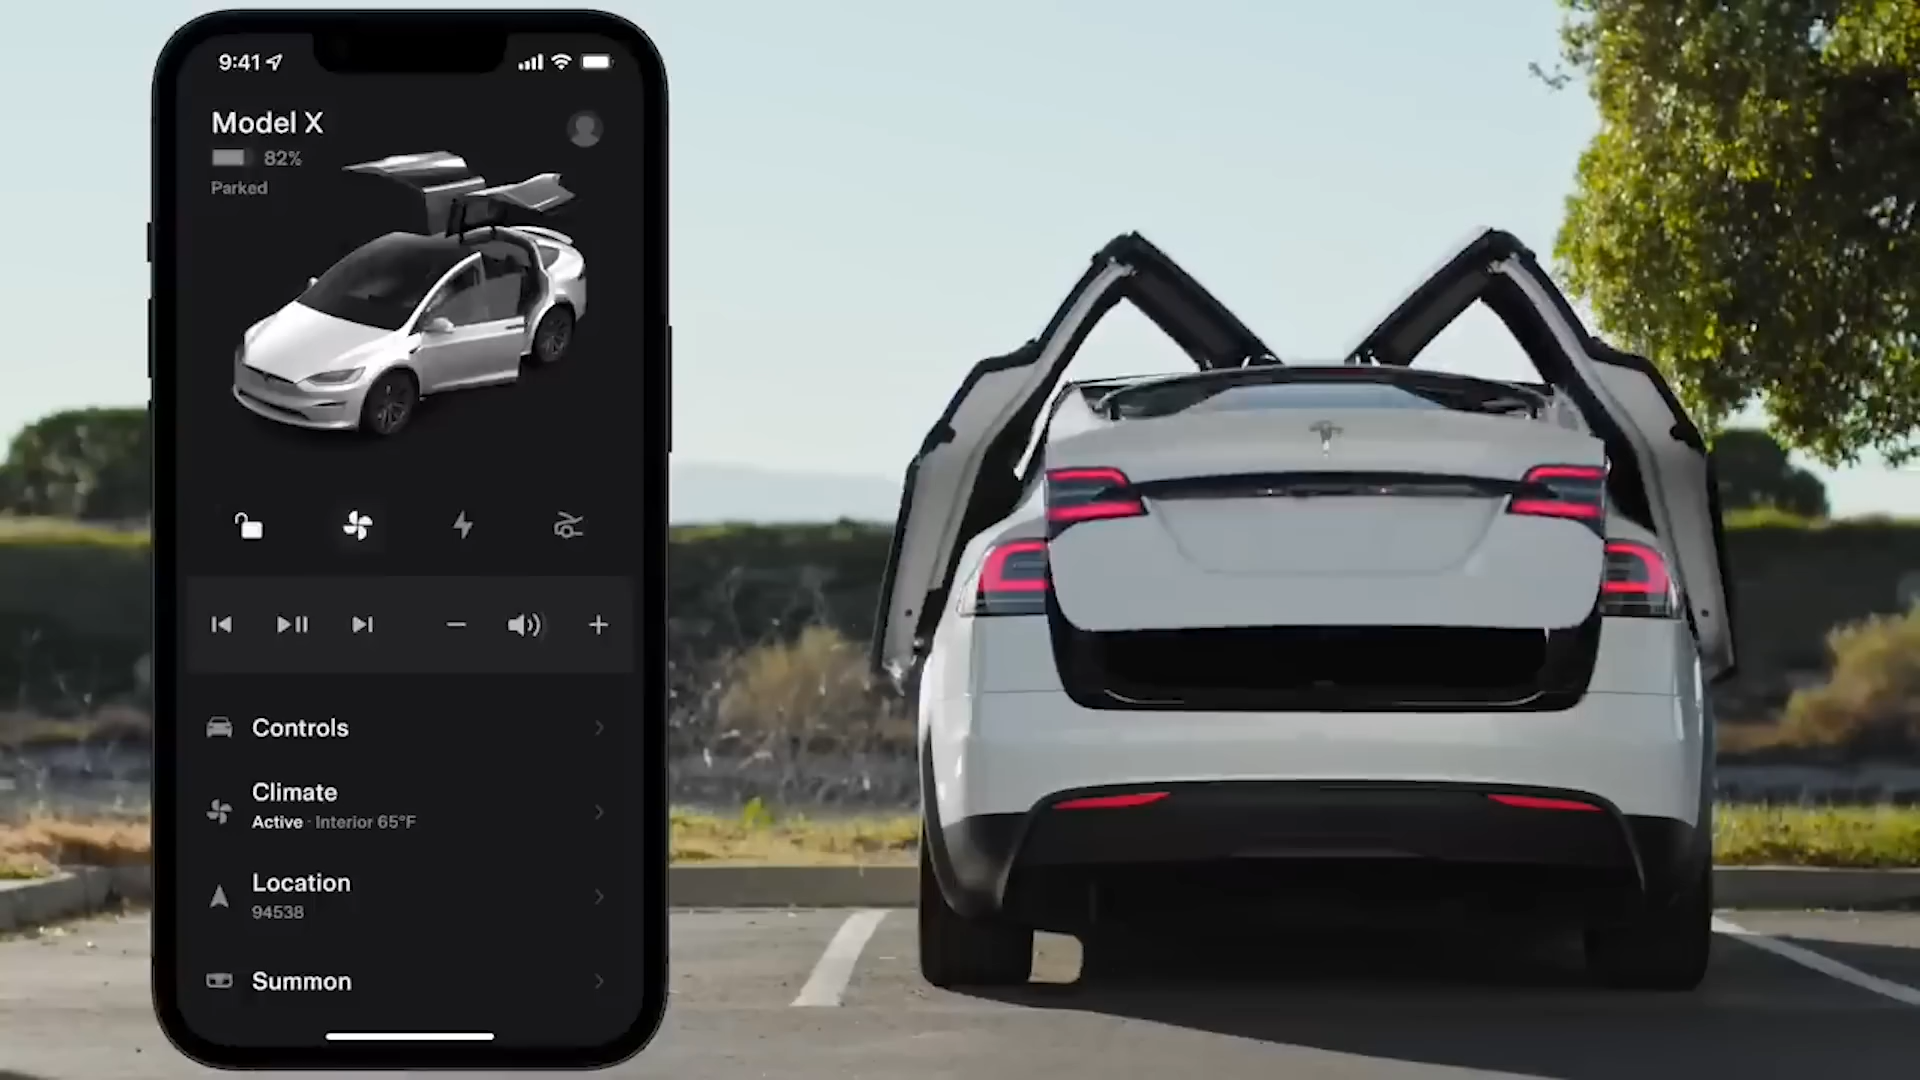 9:41
Model X
82%
Parked
Controls
Climate
Active · Interior 65°F
Location
94538
Summon